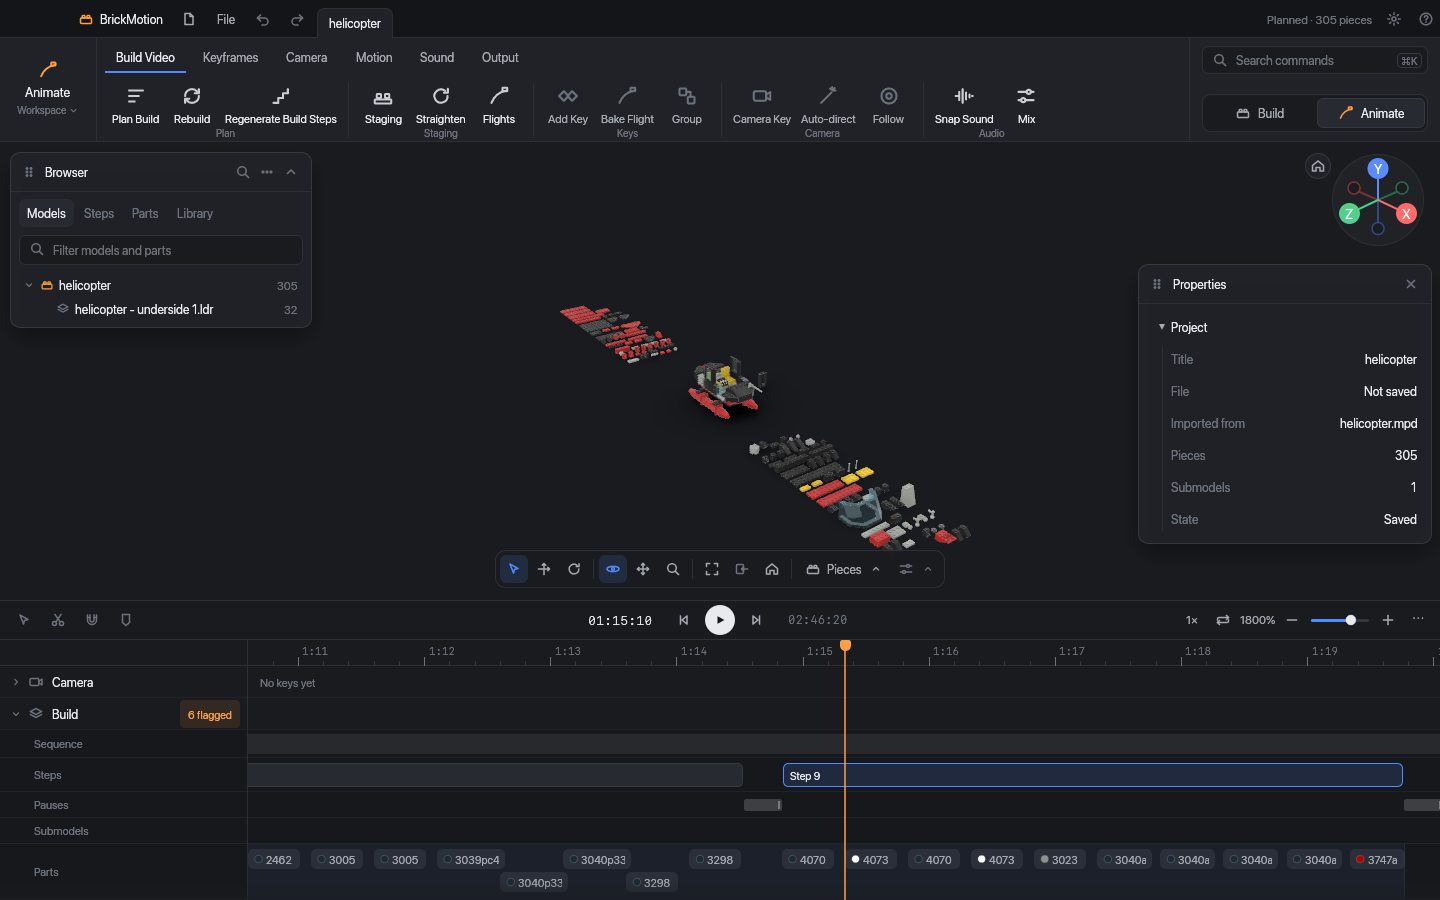 BrickMotion File helicopter Planned · 305 pieces
Animate
Workspace
Build Video Keyframes Camera Motion Sound Output
Plan Build Rebuild Regenerate Build Steps
Plan
Staging Straighten Flights
Staging
Add Key Bake Flight Group
Keys
Camera Key Auto-direct Follow
Camera
Snap Sound Mix
Audio
Search commands ⌘K
Build Animate
Browser
Models Steps Parts Library
Filter models and parts
helicopter 305
helicopter - underside 1.ldr 32
Y
Z X
Properties
Project
Title helicopter
File Not saved
Imported from helicopter.mpd
Pieces 305
Submodels 1
State Saved
Pieces
01:15:10 02:46:20 1× 1800%
1:11 1:12 1:13 1:14 1:15 1:16 1:17 1:18 1:19
Camera No keys yet
Build 6 flagged
Sequence
Steps Step 9
Pauses
Submodels
Parts
2462 3005 3005 3039pc4 3040p33 3298 4070 4073 4070 4073 3023 3040a 3040a 3040a 3040a 3747a
3040p33 3298